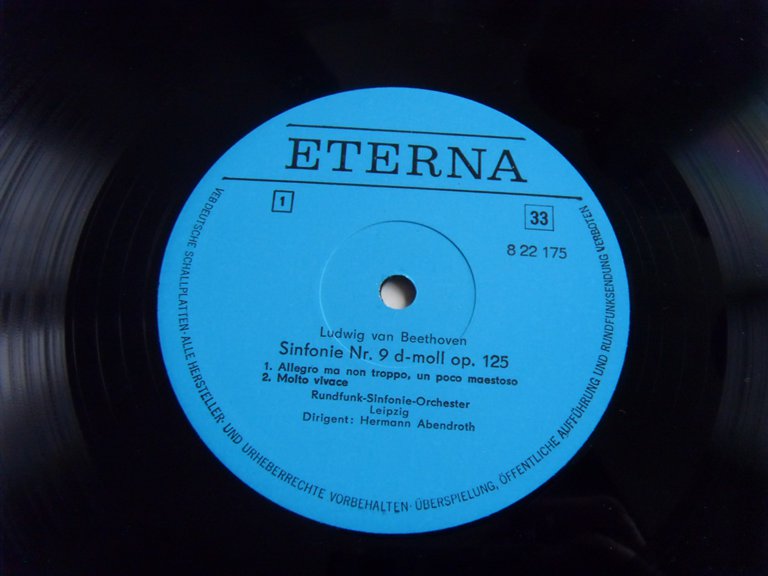 ETERNA
1
33
8 22 175
Ludwig van Beethoven
Sinfonie Nr. 9 d-moll op. 125
1. Allegro ma non troppo, un poco maestoso
2. Molto vivace
Rundfunk-Sinfonie-Orchester
Leipzig
Dirigent: Hermann Abendroth
VEB DEUTSCHE SCHALLPLATTEN · ALLE HERSTELLER- UND URHEBERRECHTE VORBEHALTEN · ÜBERSPIELUNG, ÖFFENTLICHE AUFFÜHRUNG UND RUNDFUNKSENDUNG VERBOTEN